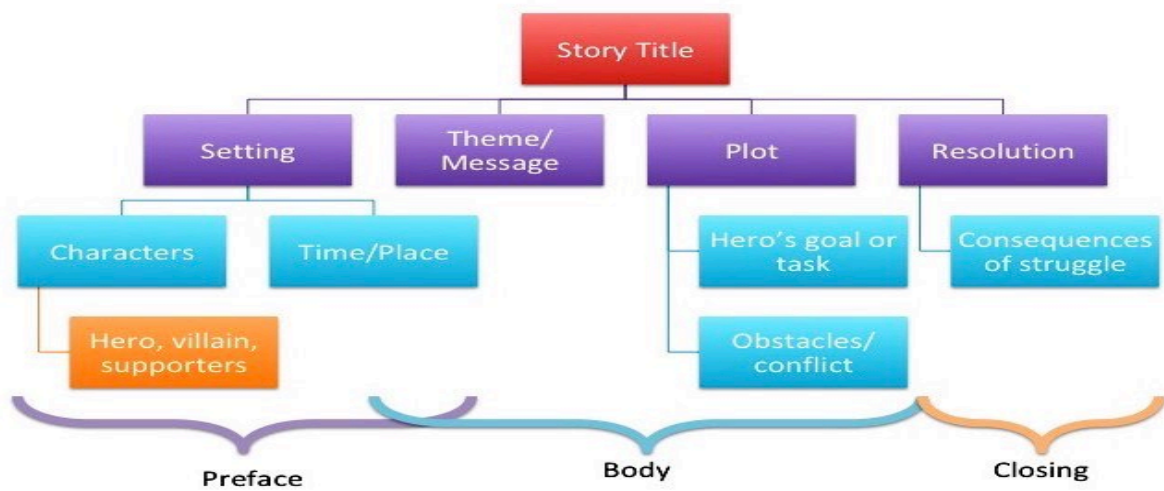 Story Title
Setting
Theme/
Message
Plot
Resolution
Characters
Time/Place
Hero's goal or
task
Consequences
of struggle
Hero, villain,
supporters
Obstacles/
conflict
Preface
Body
Closing